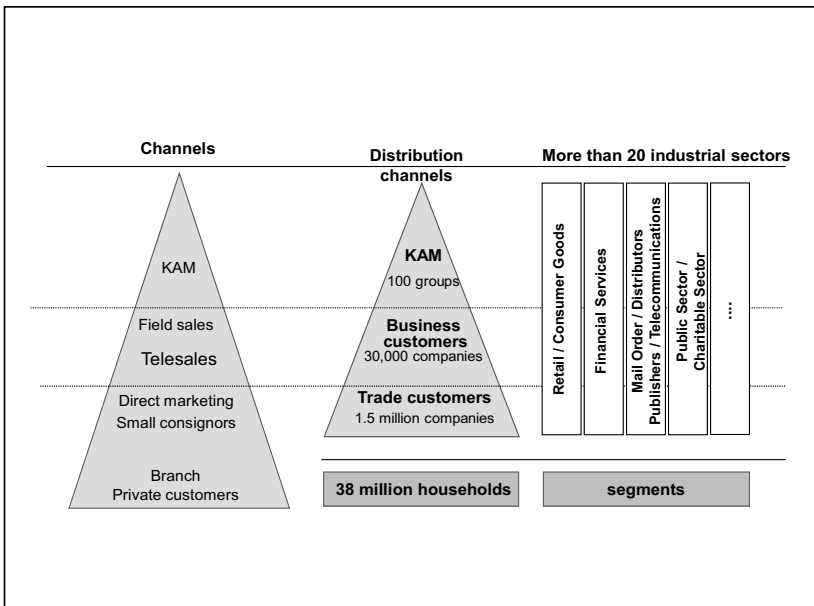 Channels
KAM
Field sales
Telesales
Direct marketing
Small consignors
Branch
Private customers
Distribution
channels
KAM
100 groups
Business
customers
30,000 companies
Trade customers
1.5 million companies
38 million households
More than 20 industrial sectors
Retail / Consumer Goods
Financial Services
Mail Order / Distributors
Publishers / Telecommunications
Public Sector /
Charitable Sector
....
segments